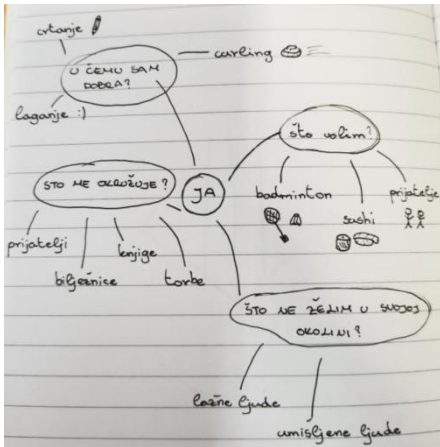 crtanje
curling
U ČEMU SAM
DOBRA?
laganje :)
Što volim?
ŠTO ME OKRUŽUJE?
JA
badminton
sushi
prijatelje
prijatelji
bilježnice
knjige
torbe
ŠTO NE ŽELIM U SVOJOJ
OKOLINI?
lažne ljude
umišljene ljude